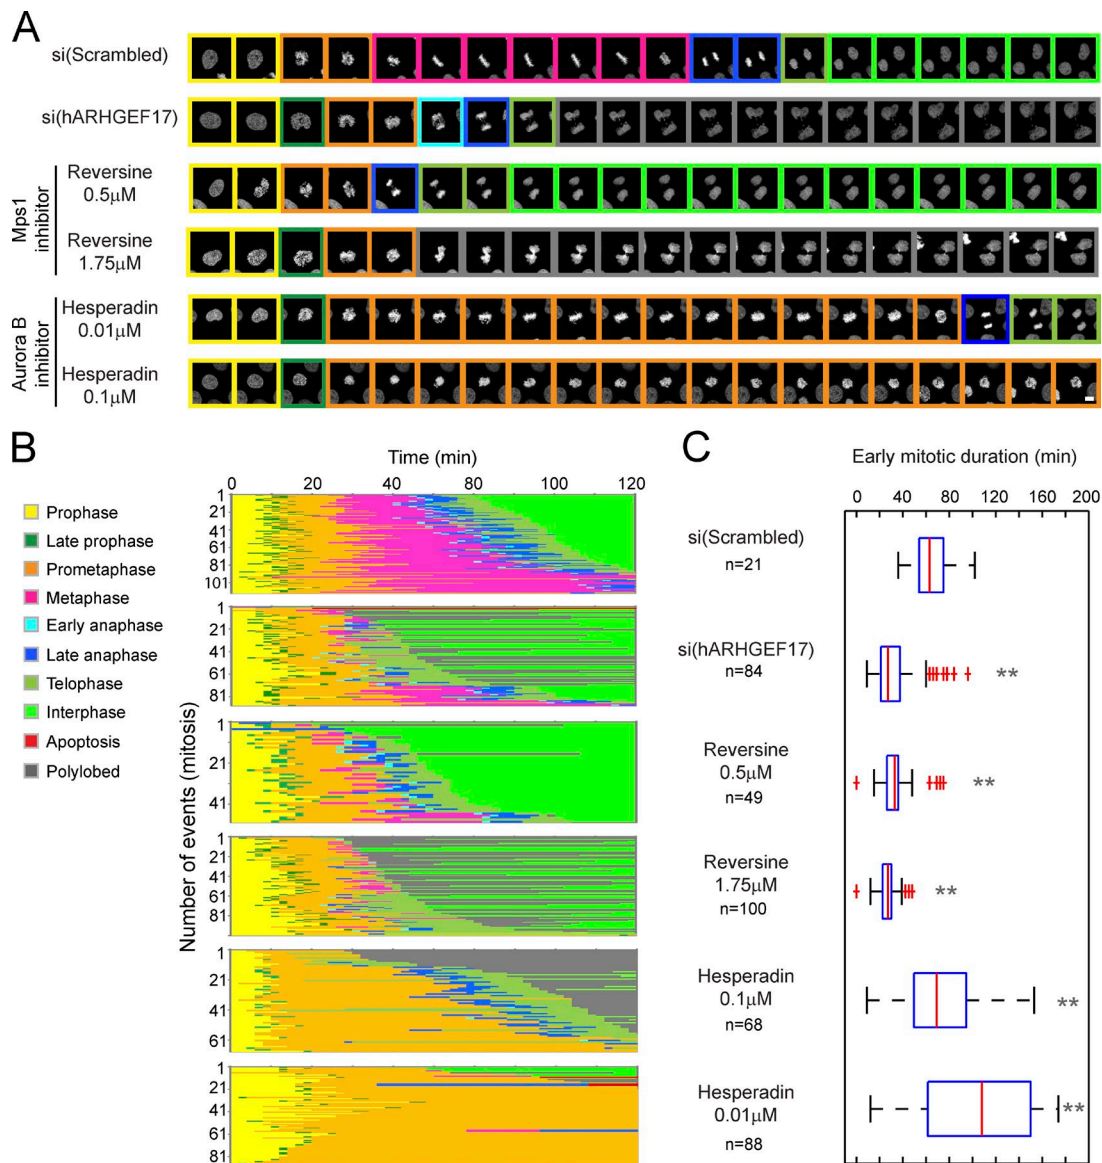 A
si(Scrambled)
si(hARHGEF17)
Mps1
inhibitor
Reversine
0.5μM
Reversine
1.75μM
Aurora B
inhibitor
Hesperadin
0.01μM
Hesperadin
0.1μM
B
Time (min)
0 20 40 60 80 100 120
Prophase
Late prophase
Prometaphase
Metaphase
Early anaphase
Late anaphase
Telophase
Interphase
Apoptosis
Polylobed
Number of events (mitosis)
1
21
41
61
81
101
1
21
41
61
81
1
21
41
1
21
41
61
81
1
21
41
61
1
21
41
61
81
C
Early mitotic duration (min)
0 40 80 120 160 200
si(Scrambled)
n=21
si(hARHGEF17)
n=84
**
Reversine
0.5μM
n=49
**
Reversine
1.75μM
n=100
**
Hesperadin
0.1μM
n=68
**
Hesperadin
0.01μM
n=88
**